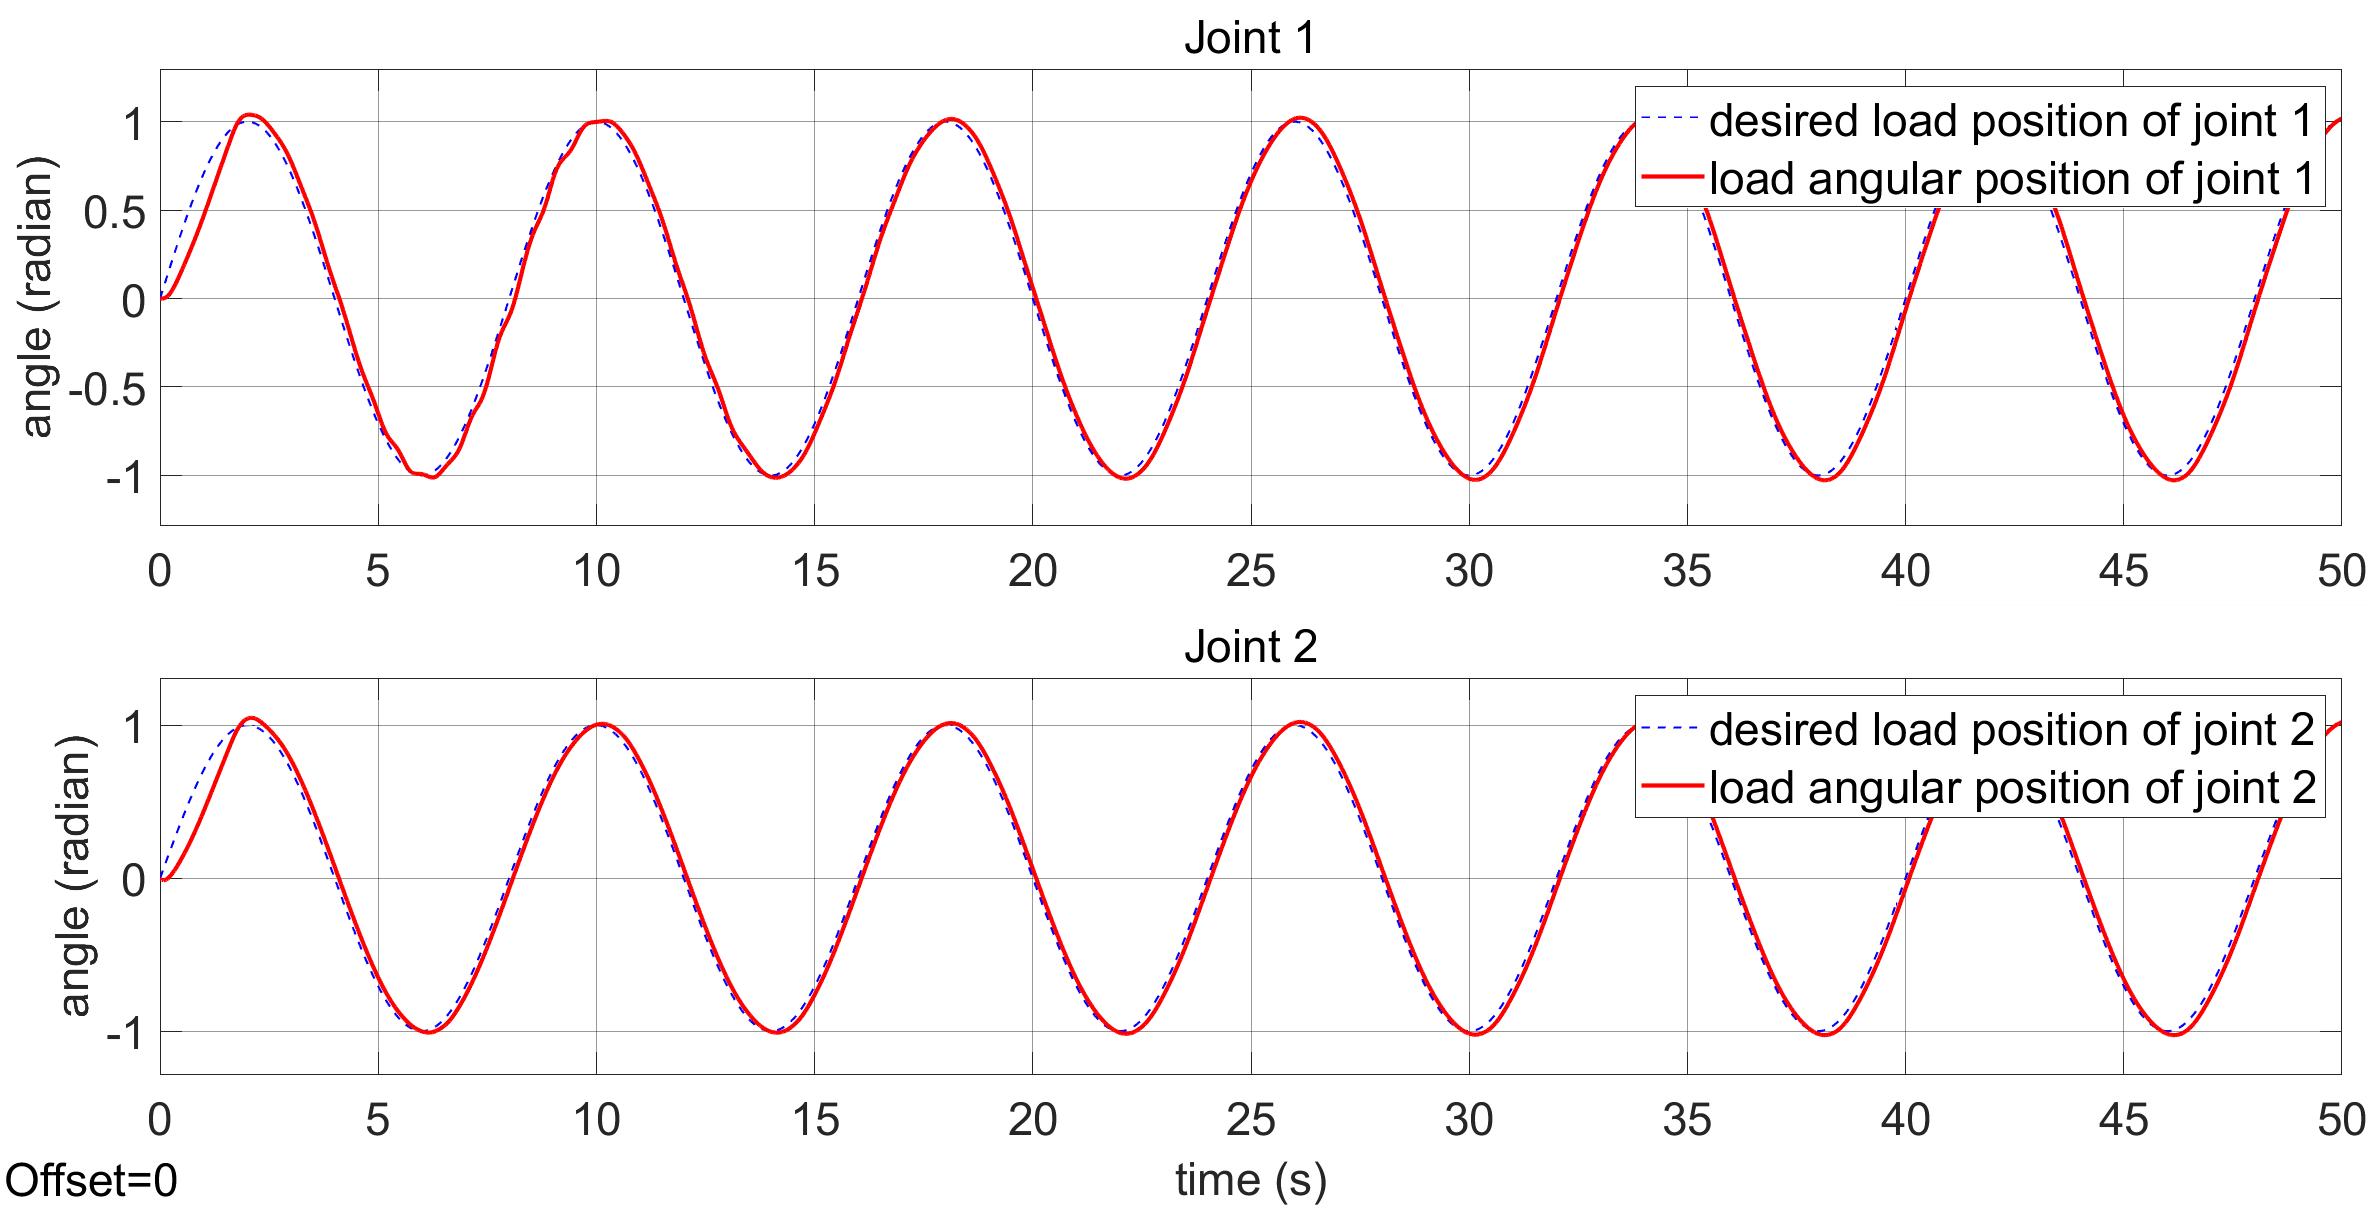 Joint 1
1
0.5
0
-0.5
-1
angle (radian)
desired load position of joint 1
load angular position of joint 1
0 5 10 15 20 25 30 35 40 45 50
Joint 2
1
0
-1
angle (radian)
desired load position of joint 2
load angular position of joint 2
0 5 10 15 20 25 30 35 40 45 50
Offset=0
time (s)